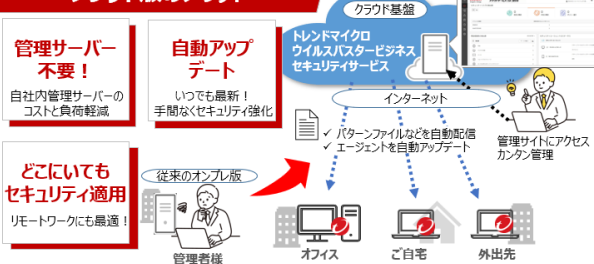 管理サーバー
不要！
自社内管理サーバーの
コストと負荷軽減
自動アップ
デート
いつでも最新！
手間なくセキュリティ強化
どこにいても
セキュリティ適用
リモートワークにも最適！
従来のオンプレ版
管理者様
クラウド基盤
トレンドマイクロ
ウイルスバスタービジネス
セキュリティサービス
インターネット
✓ パターンファイルなどを自動配信
✓ エージェントを自動アップデート
管理サイトにアクセス
カンタン管理
オフィス
ご自宅
外出先